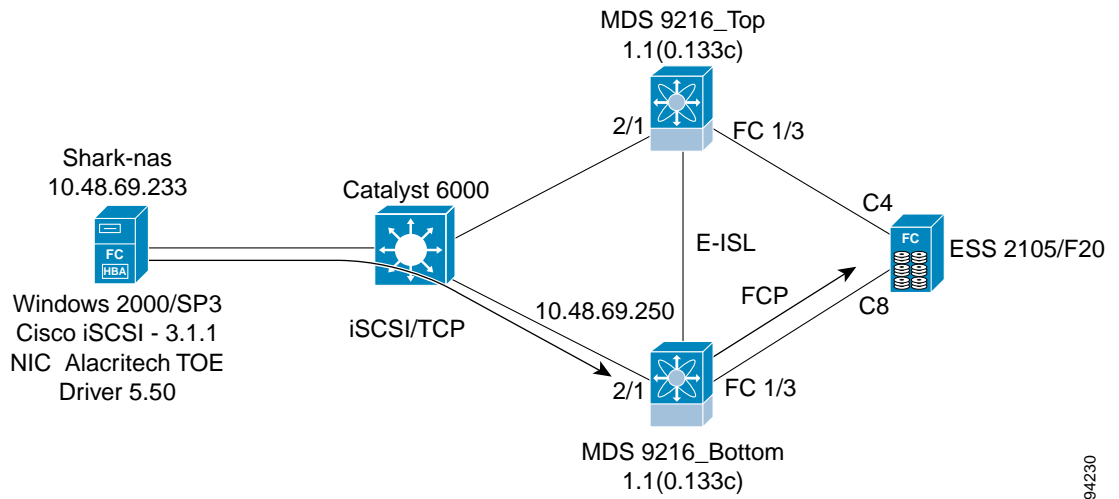 MDS 9216_Top
1.1(0.133c)
2/1
FC 1/3
Shark-nas
10.48.69.233
Catalyst 6000
C4
FC
HBA
E-ISL
FC
ESS 2105/F20
Windows 2000/SP3
Cisco iSCSI - 3.1.1
NIC Alacritech TOE
Driver 5.50
iSCSI/TCP
10.48.69.250
FCP
C8
2/1
FC 1/3
MDS 9216_Bottom
1.1(0.133c)
94230